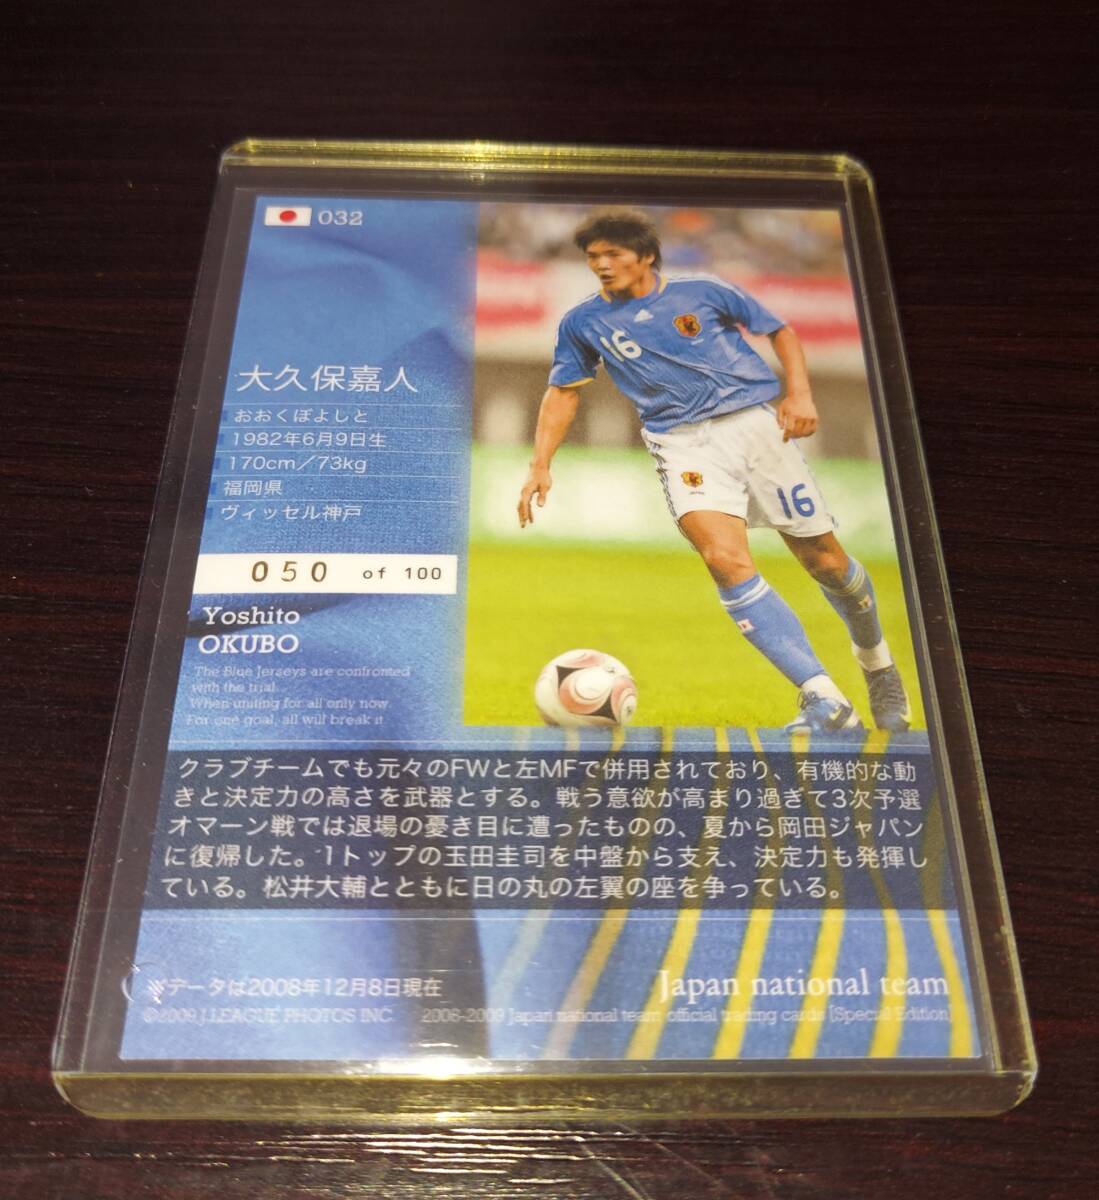 032
大久保嘉人
おおくぼよしと
1982年6月9日生
170cm/73kg
福岡県
ヴィッセル神戸
050 of 100
Yoshito
OKUBO
The Blue Jerseys are confronted
with the trial.
When uniting for all only now.
For one goal, all will break it.
16
16
クラブチームでも元々のFWと左MFで併用されており、有機的な動
きと決定力の高さを武器とする。戦う意欲が高まり過ぎて3次予選
オマーン戦では退場の憂き目に遭ったものの、夏から岡田ジャパン
に復帰した。1トップの玉田圭司を中盤から支え、決定力も発揮し
ている。松井大輔とともに日の丸の左翼の座を争っている。
※データは2008年12月8日現在
Japan national team
©2009 J.LEAGUE PHOTOS INC.
2008-2009 Japan national team official trading cards [Special Edition]